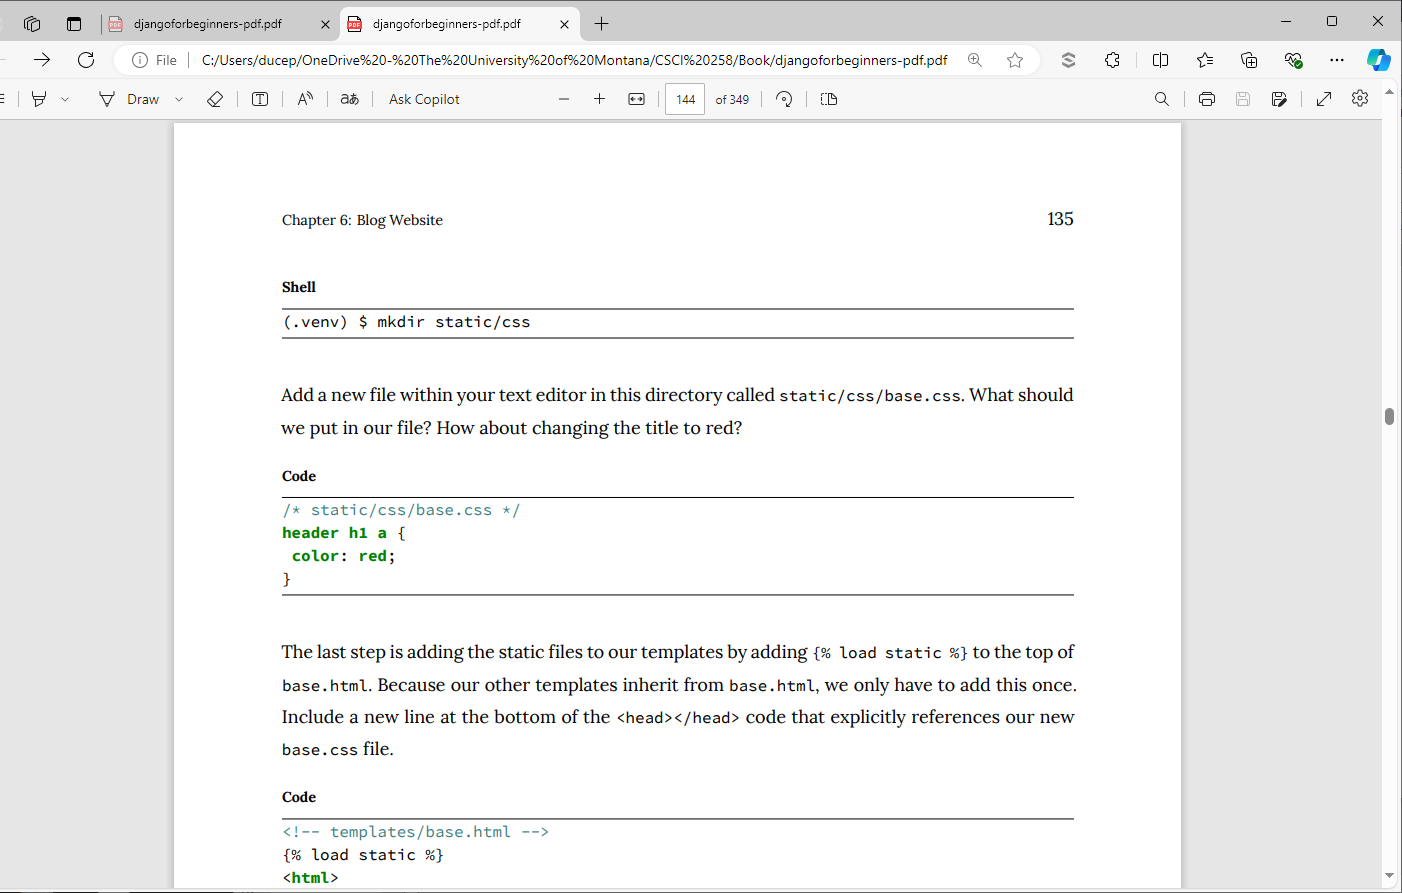 djangoforbeginners-pdf.pdf
djangoforbeginners-pdf.pdf
File
C:/Users/ducep/OneDrive%20-%20The%20University%20of%20Montana/CSCI%20258/Book/djangoforbeginners-pdf.pdf
Draw
aあ
Ask Copilot
144
of 349
Chapter 6: Blog Website
135
Shell
(.venv) $ mkdir static/css
Add a new file within your text editor in this directory called static/css/base.css. What should
we put in our file? How about changing the title to red?
Code
/* static/css/base.css */
header h1 a {
color: red;
}
The last step is adding the static files to our templates by adding {% load static %} to the top of
base.html. Because our other templates inherit from base.html, we only have to add this once.
Include a new line at the bottom of the <head></head> code that explicitly references our new
base.css file.
Code
<!-- templates/base.html -->
{% load static %}
<html>